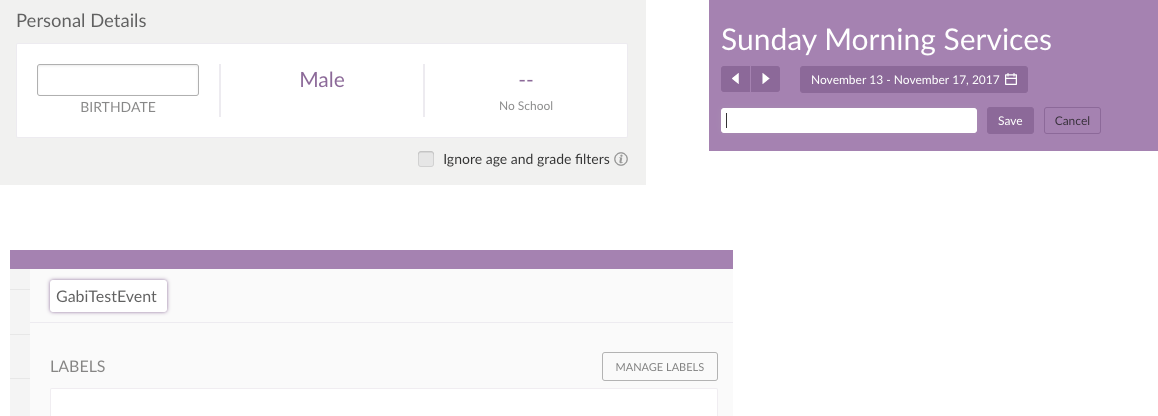 Personal Details
BIRTHDATE
Male
--
No School
Ignore age and grade filters
Sunday Morning Services
November 13 - November 17, 2017
Save
Cancel
GabiTestEvent
LABELS
MANAGE LABELS